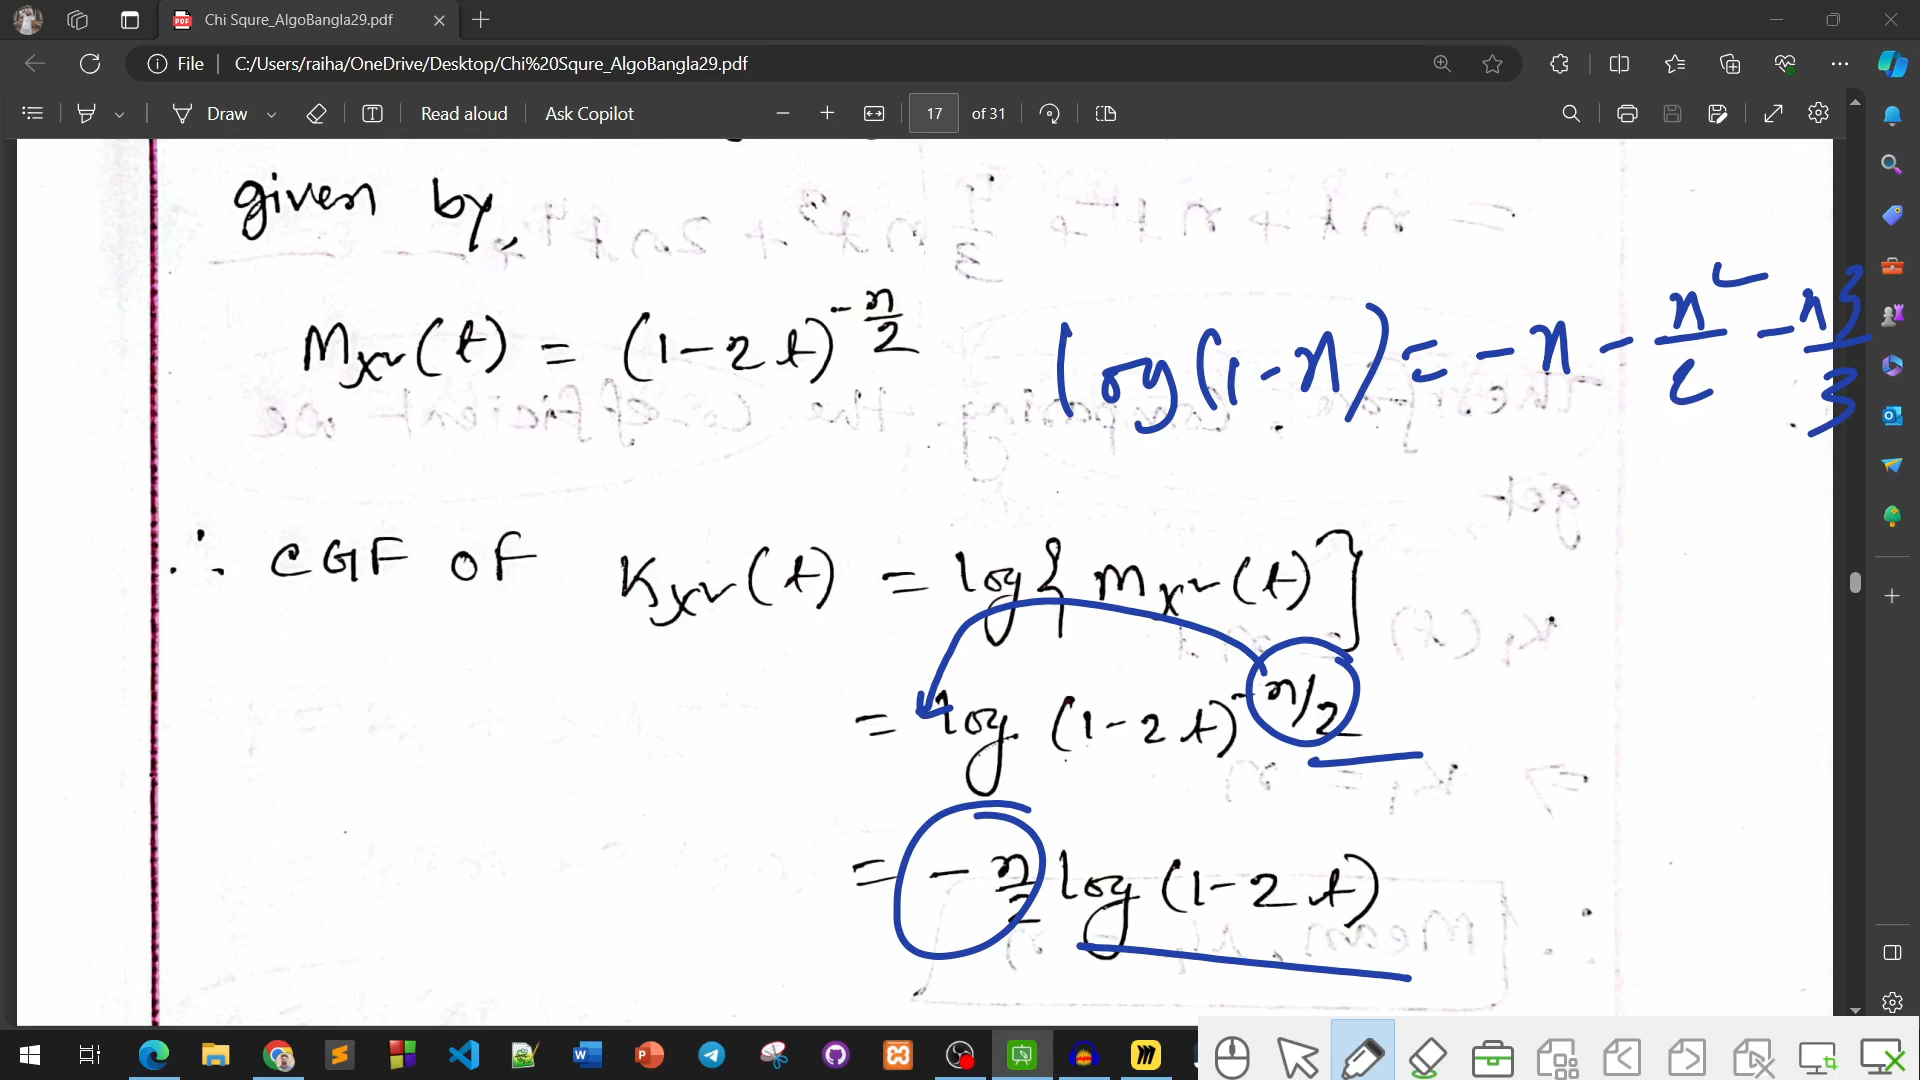 Chi Squre_AlgoBangla29.pdf
File C:/Users/raiha/OneDrive/Desktop/Chi%20Squre_AlgoBangla29.pdf
Draw Read aloud Ask Copilot 17 of 31
given by,
Mχ²(t) = (1-2t)^{-n/2}
log(1-x) = -x - x²/2 - x³/3
∴ CGF of Kχ²(t) = log{Mχ²(t)}
= log (1-2t)^{-n/2}
= - n/2 log (1-2t)